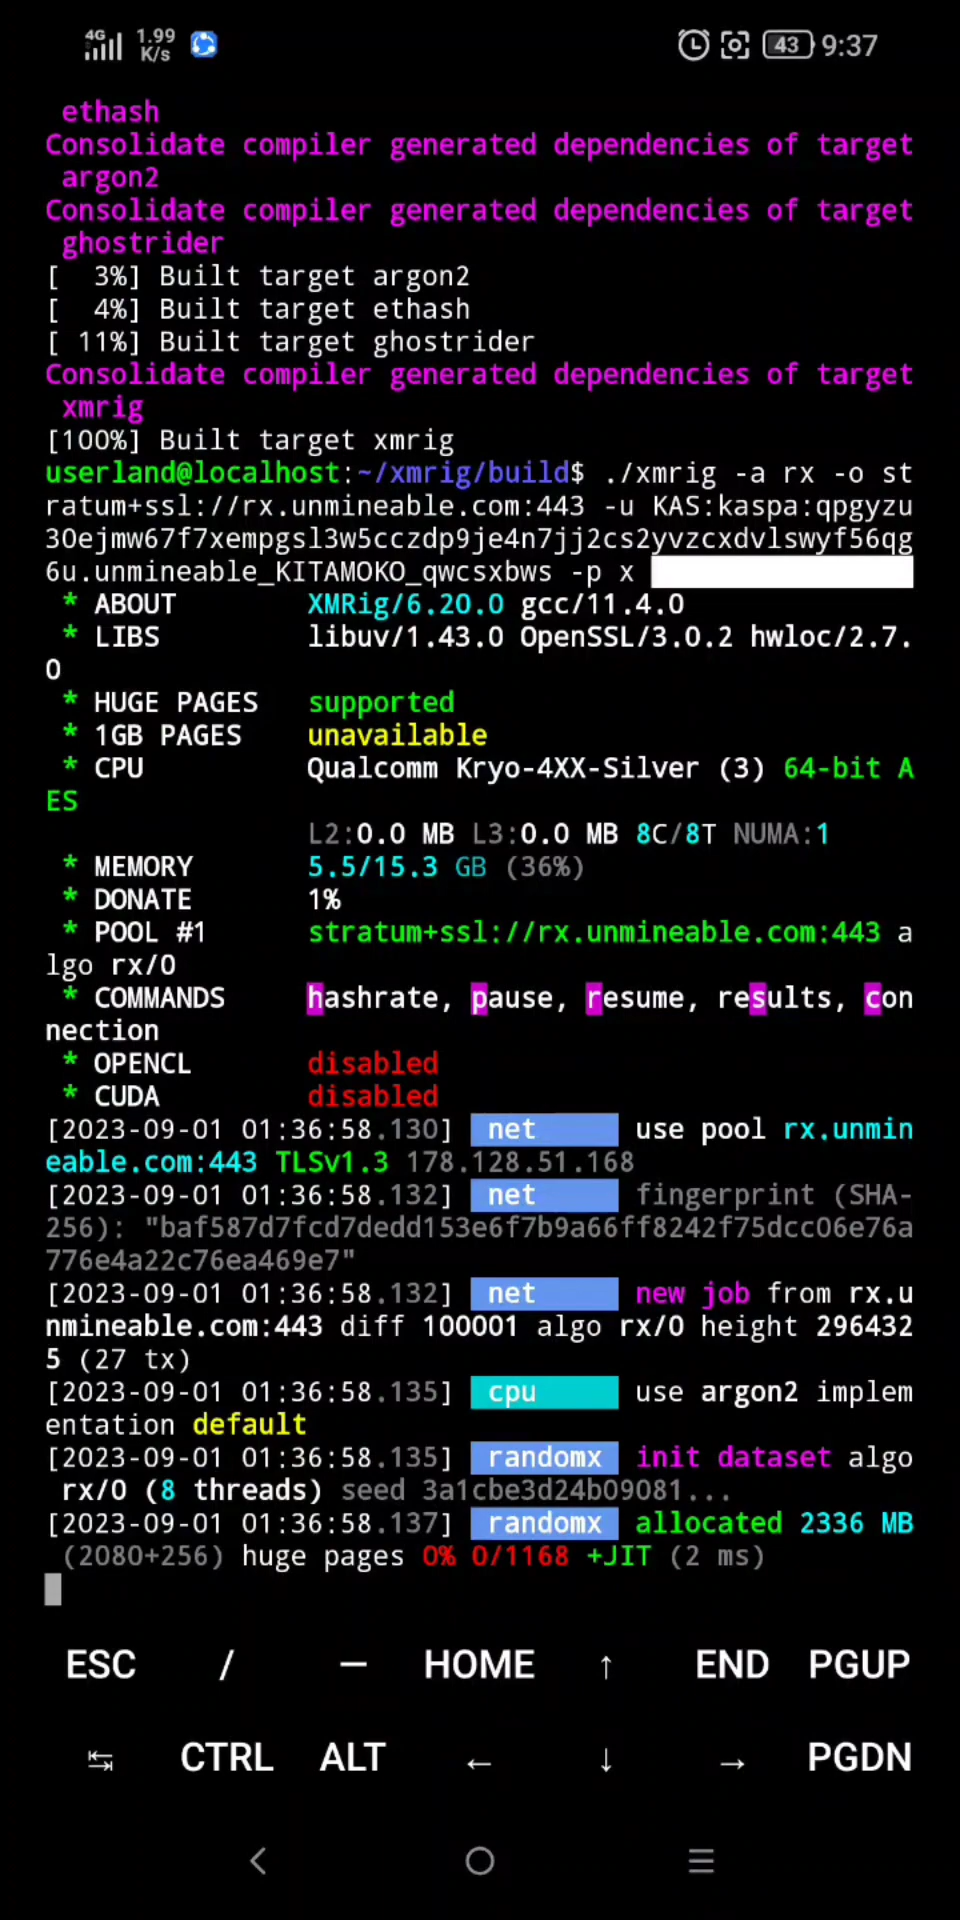 4G 1.99 K/s 43 9:37
ethash
Consolidate compiler generated dependencies of target
argon2
Consolidate compiler generated dependencies of target
ghostrider
[  3%] Built target argon2
[  4%] Built target ethash
[ 11%] Built target ghostrider
Consolidate compiler generated dependencies of target
xmrig
[100%] Built target xmrig
userland@localhost:~/xmrig/build$ ./xmrig -a rx -o st
ratum+ssl://rx.unmineable.com:443 -u KAS:kaspa:qpgyzu
30ejmw67f7xempgsl3w5cczdp9je4n7jj2cs2yvzcxdvlswyf56qg
6u.unmineable_KITAMOKO_qwcsxbws -p x
* ABOUT XMRig/6.20.0 gcc/11.4.0
* LIBS libuv/1.43.0 OpenSSL/3.0.2 hwloc/2.7.
0
* HUGE PAGES supported
* 1GB PAGES unavailable
* CPU Qualcomm Kryo-4XX-Silver (3) 64-bit A
ES
L2:0.0 MB L3:0.0 MB 8C/8T NUMA:1
* MEMORY 5.5/15.3 GB (36%)
* DONATE 1%
* POOL #1 stratum+ssl://rx.unmineable.com:443 a
lgo rx/0
* COMMANDS hashrate, pause, resume, results, con
nection
* OPENCL disabled
* CUDA disabled
[2023-09-01 01:36:58.130] net use pool rx.unmin
eable.com:443 TLSv1.3 178.128.51.168
[2023-09-01 01:36:58.132] net fingerprint (SHA-
256): "baf587d7fcd7dedd153e6f7b9a66ff8242f75dcc06e76a
776e4a22c76ea469e7"
[2023-09-01 01:36:58.132] net new job from rx.u
nmineable.com:443 diff 100001 algo rx/0 height 296432
5 (27 tx)
[2023-09-01 01:36:58.135] cpu use argon2 implem
entation default
[2023-09-01 01:36:58.135] randomx init dataset algo
rx/0 (8 threads) seed 3a1cbe3d24b09081...
[2023-09-01 01:36:58.137] randomx allocated 2336 MB
(2080+256) huge pages 0% 0/1168 +JIT (2 ms)
ESC / — HOME ↑ END PGUP
↹ CTRL ALT ← ↓ → PGDN